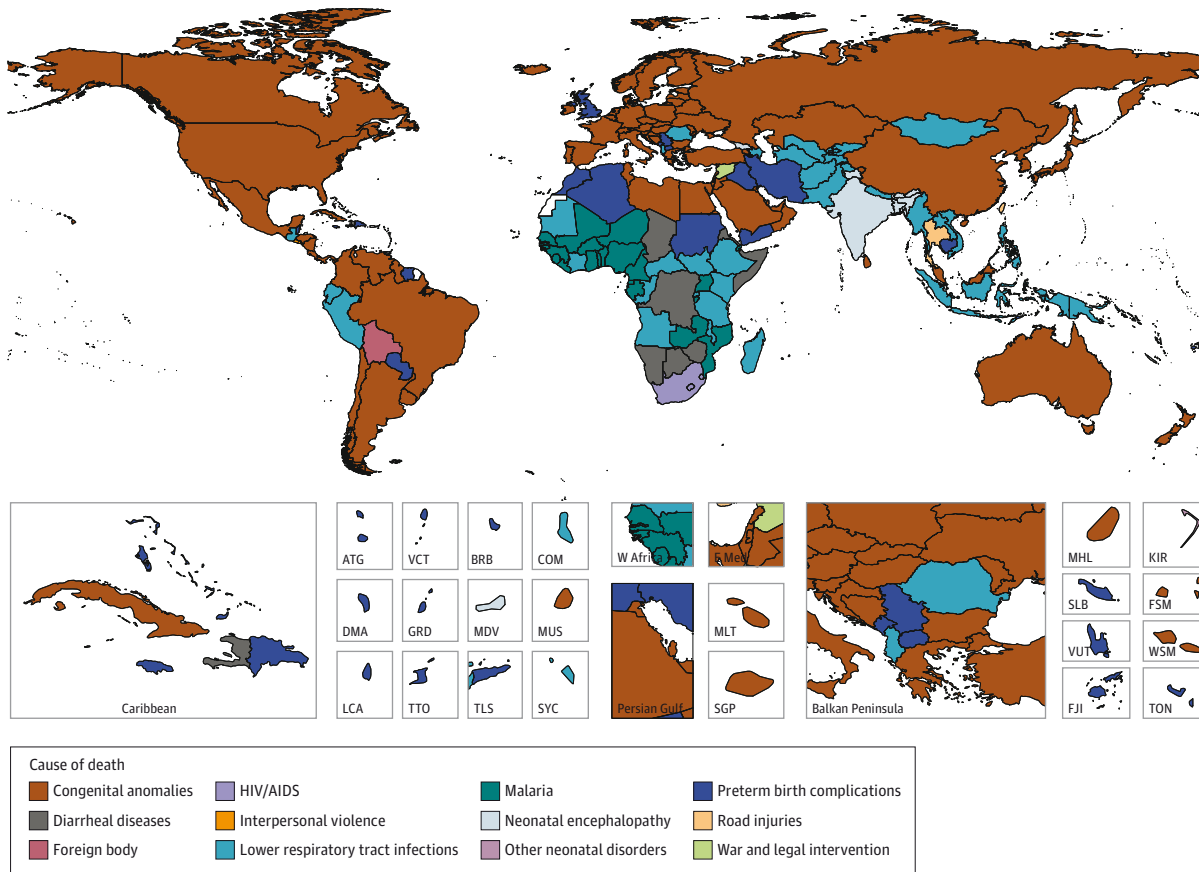 ATG
VCT
BRB
COM
W Africa
E Med
MHL
KIR
DMA
GRD
MDV
MUS
MLT
SLB
FSM
VUT
WSM
Caribbean
LCA
TTO
TLS
SYC
Persian Gulf
SGP
Balkan Peninsula
FJI
TON
Cause of death
Congenital anomalies
HIV/AIDS
Malaria
Preterm birth complications
Diarrheal diseases
Interpersonal violence
Neonatal encephalopathy
Road injuries
Foreign body
Lower respiratory tract infections
Other neonatal disorders
War and legal intervention